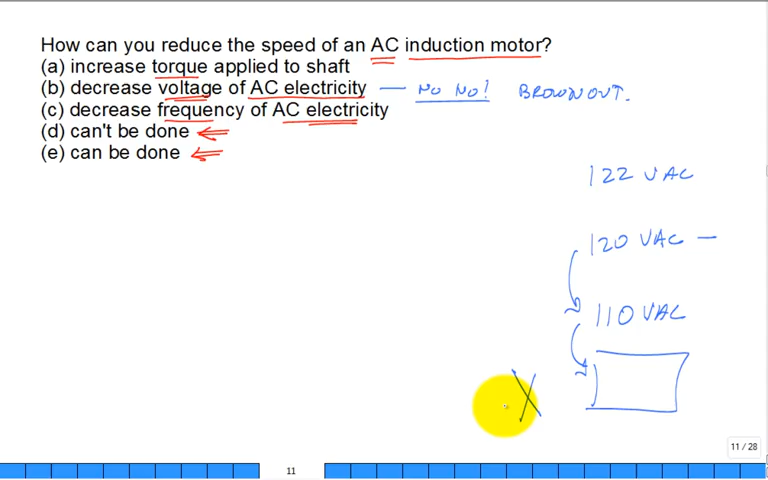 How can you reduce the speed of an AC induction motor?
(a) increase torque applied to shaft
(b) decrease voltage of AC electricity — NO NO! BROWNOUT.
(c) decrease frequency of AC electricity
(d) can't be done
(e) can be done
122 VAC
120 VAC —
110 VAC
11 / 28
11